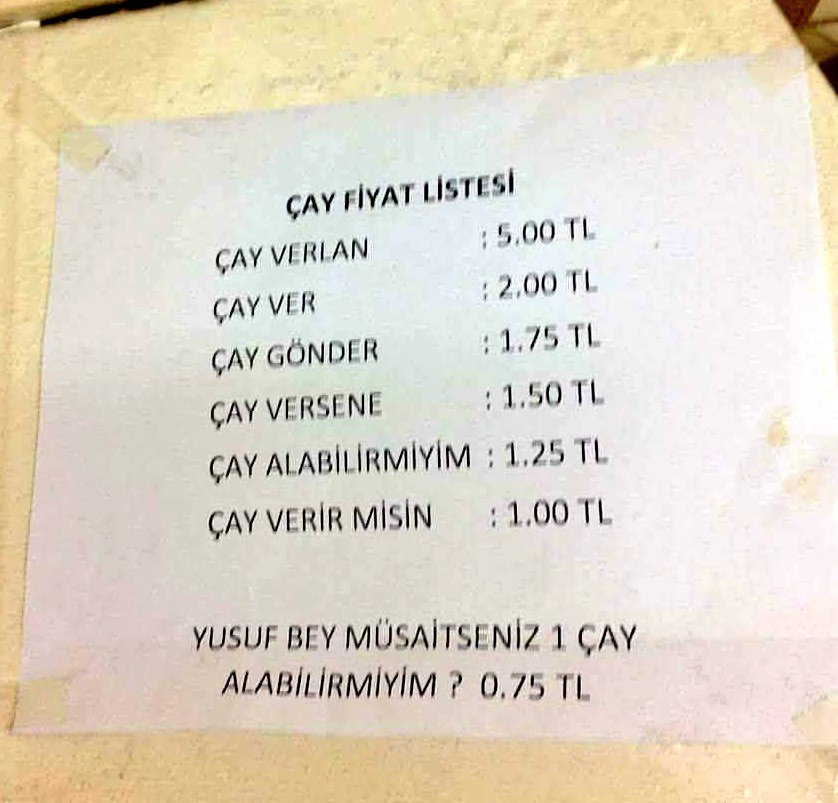 ÇAY FİYAT LİSTESİ
ÇAY VERLAN : 5.00 TL
ÇAY VER : 2.00 TL
ÇAY GÖNDER : 1.75 TL
ÇAY VERSENE : 1.50 TL
ÇAY ALABİLİRMİYİM : 1.25 TL
ÇAY VERİR MİSİN : 1.00 TL
YUSUF BEY MÜSAİTSENİZ 1 ÇAY
ALABİLİRMİYİM ? 0.75 TL